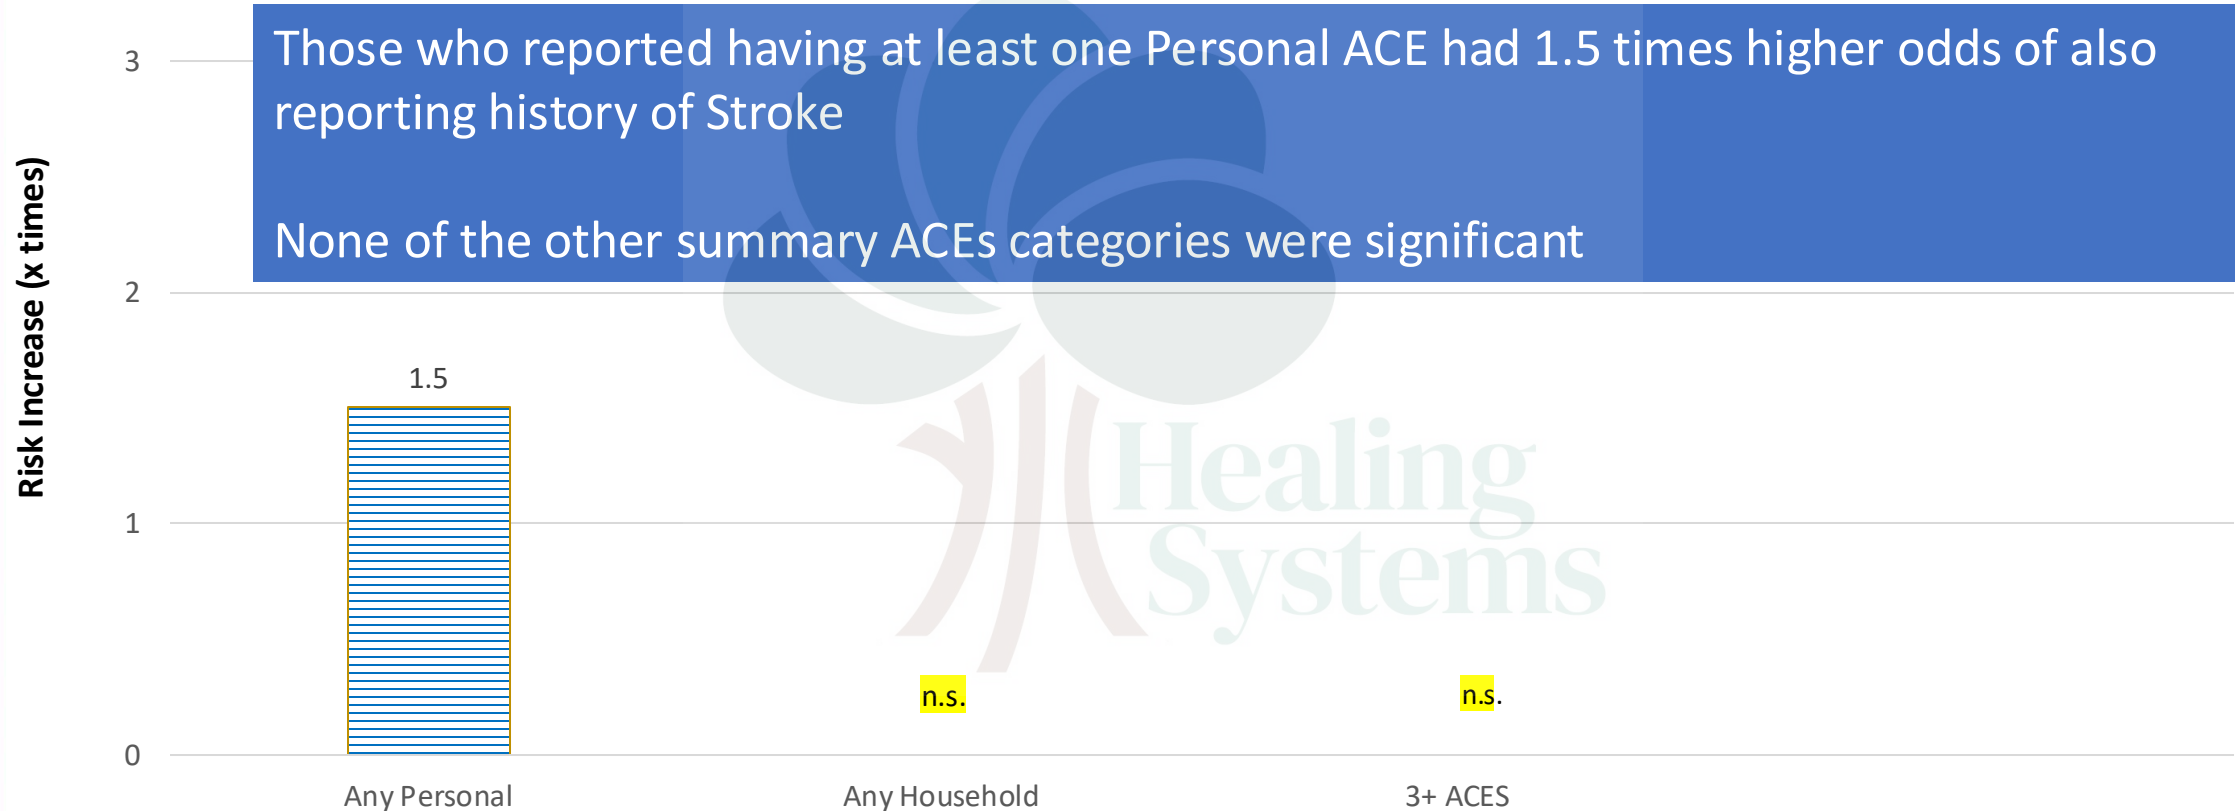 Those who reported having at least one Personal ACE had 1.5 times higher odds of also
reporting history of Stroke
None of the other summary ACEs categories were significant
Risk Increase (x times)
3
2
1
0
1.5
n.s.
n.s.
Any Personal
Any Household
3+ ACES
Healing
Systems